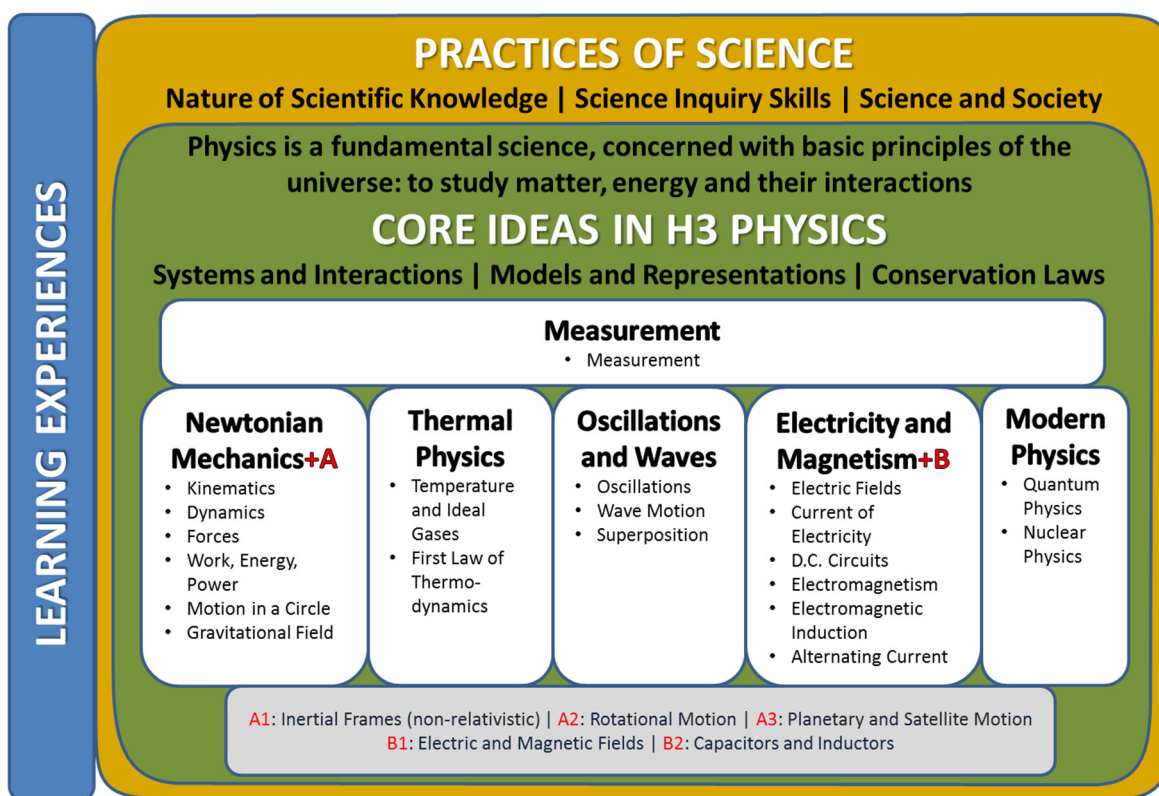 LEARNING EXPERIENCES
PRACTICES OF SCIENCE
Nature of Scientific Knowledge | Science Inquiry Skills | Science and Society
Physics is a fundamental science, concerned with basic principles of the
universe: to study matter, energy and their interactions
CORE IDEAS IN H3 PHYSICS
Systems and Interactions | Models and Representations | Conservation Laws
Measurement
• Measurement
Newtonian
Mechanics+A
• Kinematics
• Dynamics
• Forces
• Work, Energy,
Power
• Motion in a Circle
• Gravitational Field
Thermal
Physics
• Temperature
and Ideal
Gases
• First Law of
Thermo-
dynamics
Oscillations
and Waves
• Oscillations
• Wave Motion
• Superposition
Electricity and
Magnetism+B
• Electric Fields
• Current of
Electricity
• D.C. Circuits
• Electromagnetism
• Electromagnetic
Induction
• Alternating Current
Modern
Physics
• Quantum
Physics
• Nuclear
Physics
A1: Inertial Frames (non-relativistic) | A2: Rotational Motion | A3: Planetary and Satellite Motion
B1: Electric and Magnetic Fields | B2: Capacitors and Inductors